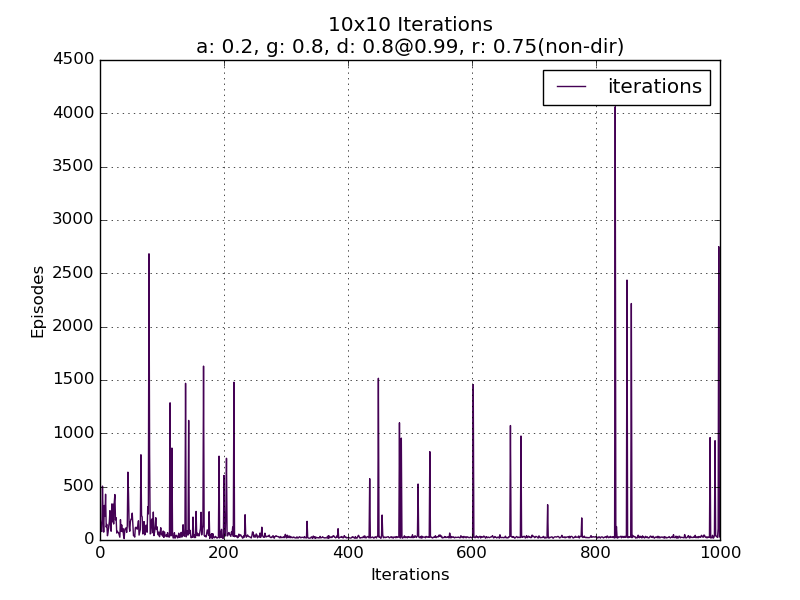 10x10 Iterations
a: 0.2, g: 0.8, d: 0.8@0.99, r: 0.75(non-dir)
4500
4000
3500
3000
2500
2000
1500
1000
500
0
Episodes
iterations
0 200 400 600 800 1000
Iterations